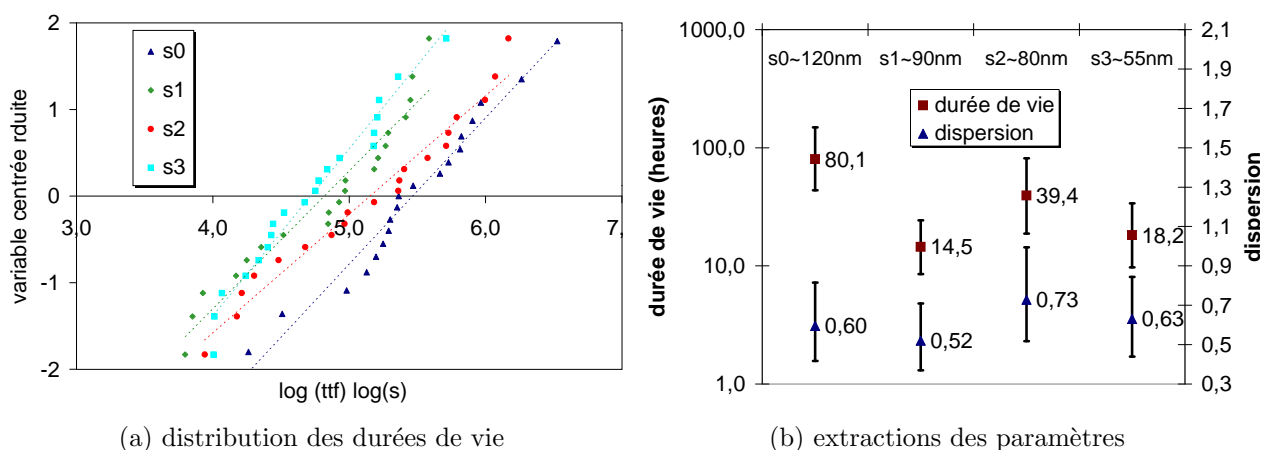 2
1
0
-1
-2
variable centrée rduite
s0
s1
s2
s3
3,0
4,0
5,0
6,0
7,
log (ttf) log(s)
(a) distribution des durées de vie
1000,0
100,0
10,0
1,0
durée de vie (heures)
s0~120nm
s1~90nm
s2~80nm
s3~55nm
durée de vie
dispersion
80,1
14,5
39,4
18,2
0,60
0,52
0,73
0,63
2,1
1,9
1,7
1,5
1,3
1,1
0,9
0,7
0,5
0,3
dispersion
(b) extractions des paramètres